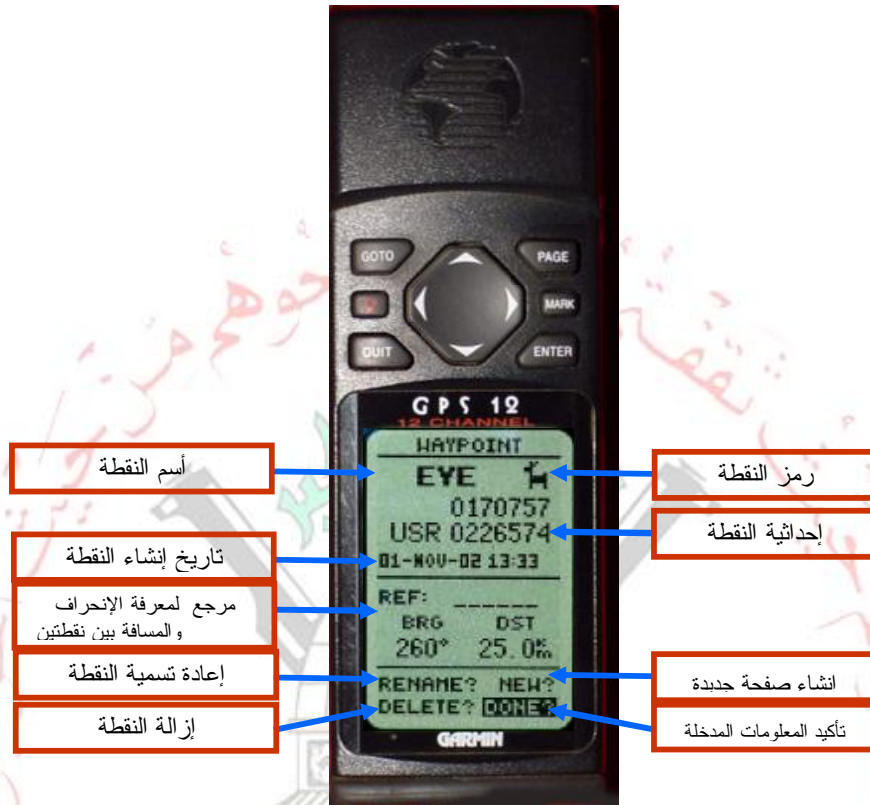 GOTO
PAGE
MARK
QUIT
ENTER
GPS 12
12 CHANNEL
WAYPOINT
EYE
0170757
USR 0226574
01-NOV-02 13:33
REF: ______
BRG DST
260° 25.0km
RENAME? NEW?
DELETE? DONE?
GARMIN
أسم النقطة
رمز النقطة
إحداثية النقطة
تاريخ إنشاء النقطة
مرجع لمعرفة الإنحراف
والمسافة بين نقطتين
إعادة تسمية النقطة
انشاء صفحة جديدة
إزالة النقطة
تأكيد المعلومات المدخلة